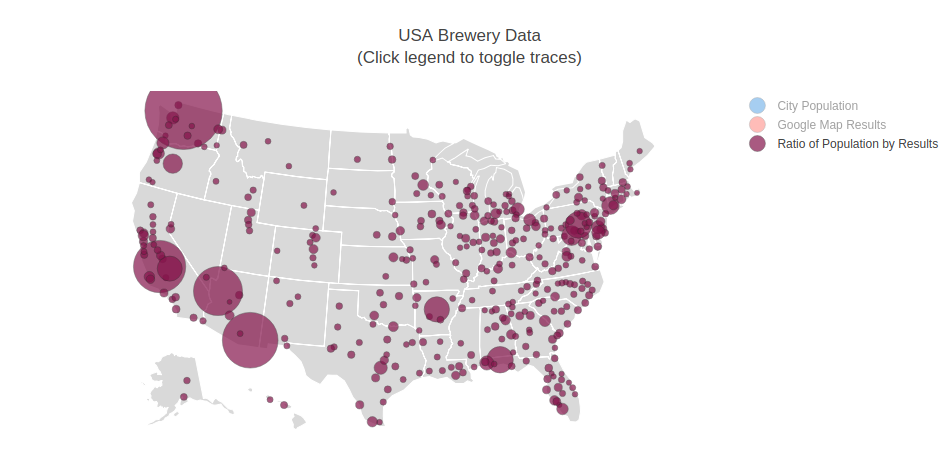 USA Brewery Data
(Click legend to toggle traces)
City Population
Google Map Results
Ratio of Population by Results